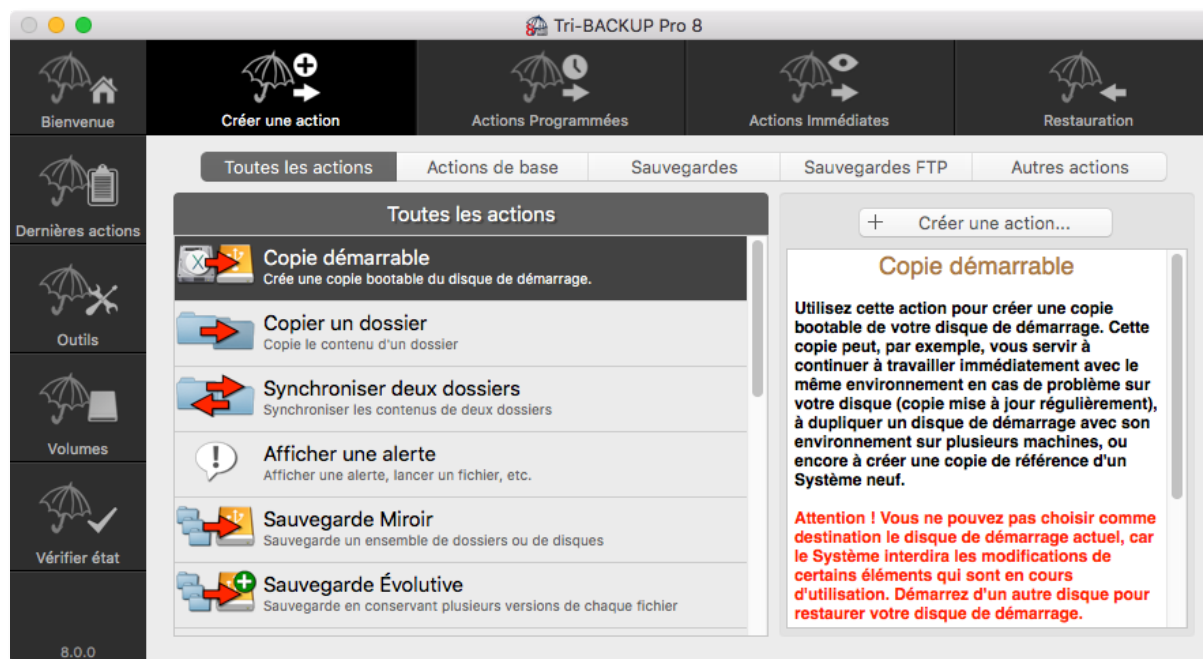 Tri-BACKUP Pro 8
Bienvenue
Créer une action
Actions Programmées
Actions Immédiates
Restauration
Dernières actions
Outils
Volumes
Vérifier état
8.0.0
Toutes les actions
Actions de base
Sauvegardes
Sauvegardes FTP
Autres actions
Toutes les actions
Copie démarrable
Crée une copie bootable du disque de démarrage.
Copier un dossier
Copie le contenu d'un dossier
Synchroniser deux dossiers
Synchroniser les contenus de deux dossiers
Afficher une alerte
Afficher une alerte, lancer un fichier, etc.
Sauvegarde Miroir
Sauvegarde un ensemble de dossiers ou de disques
Sauvegarde Évolutive
Sauvegarde en conservant plusieurs versions de chaque fichier
+ Créer une action...
Copie démarrable
Utilisez cette action pour créer une copie
bootable de votre disque de démarrage. Cette
copie peut, par exemple, vous servir à
continuer à travailler immédiatement avec le
même environnement en cas de problème sur
votre disque (copie mise à jour régulièrement),
à dupliquer un disque de démarrage avec son
environnement sur plusieurs machines, ou
encore à créer une copie de référence d'un
Système neuf.
Attention ! Vous ne pouvez pas choisir comme
destination le disque de démarrage actuel, car
le Système interdira les modifications de
certains éléments qui sont en cours
d'utilisation. Démarrez d'un autre disque pour
restaurer votre disque de démarrage.